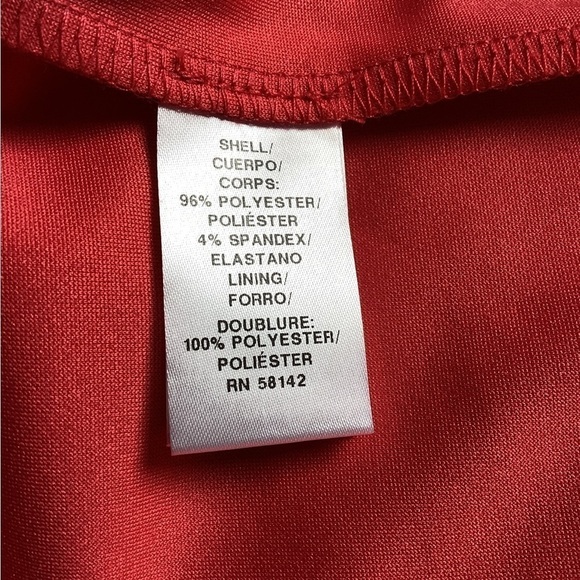 SHELL/
CUERPO/
CORPS:
96% POLYESTER/
POLIÉSTER
4% SPANDEX/
ELASTANO
LINING/
FORRO/
DOUBLURE:
100% POLYESTER/
POLIÉSTER
RN 58142